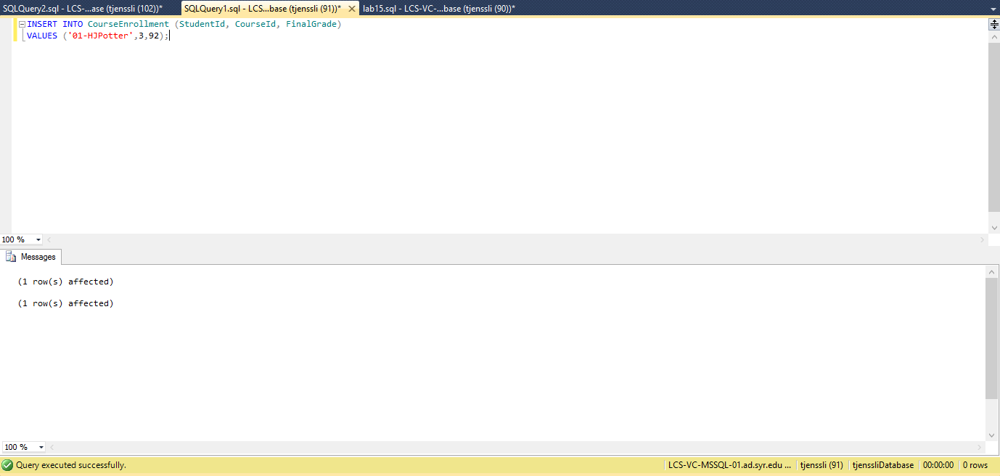 SQLQuery2.sql - LCS-...ase (tjenssli (102))* SQLQuery1.sql - LCS...base (tjenssli (91))* lab15.sql - LCS-VC-...base (tjenssli (90))*
INSERT INTO CourseEnrollment (StudentId, CourseId, FinalGrade)
VALUES ('01-HJPotter',3,92);
100 %
Messages
(1 row(s) affected)
(1 row(s) affected)
100 %
Query executed successfully. LCS-VC-MSSQL-01.ad.syr.edu ... tjenssli (91) tjenssliDatabase 00:00:00 0 rows